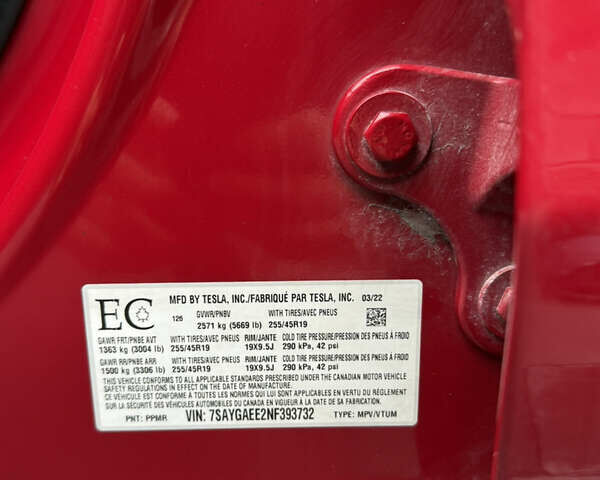 EC MFD BY TESLA, INC./FABRIQUÉ PAR TESLA, INC. 03/22
126 GVWR/PNBV WITH TIRES/AVEC PNEUS
2571 kg (5669 lb) 255/45R19
GAWR FRT/PNBE AVT WITH TIRES/AVEC PNEUS RIM/JANTE COLD TIRE PRESSURE/PRESSION DES PNEUS À FROID
1363 kg (3004 lb) 255/45R19 19X9.5J 290 kPa, 42 psi
GAWR RR/PNBE ARR WITH TIRES/AVEC PNEUS RIM/JANTE COLD TIRE PRESSURE/PRESSION DES PNEUS À FROID
1500 kg (3306 lb) 255/45R19 19X9.5J 290 kPa, 42 psi
THIS VEHICLE CONFORMS TO ALL APPLICABLE STANDARDS PRESCRIBED UNDER THE CANADIAN MOTOR VEHICLE
SAFETY REGULATIONS IN EFFECT ON THE DATE OF MANUFACTURE.
CE VÉHICULE EST CONFORME À TOUTES LES NORMES QUI LUI SONT APPLICABLES EN VERTU DU RÈGLEMENT
SUR LA SÉCURITÉ DES VÉHICULES AUTOMOBILES DU CANADA EN VIGUEUR À LA DATE DE SA FABRICATION.
PNT: PPMR VIN: 7SAYGAEE2NF393732 TYPE: MPV/VTUM